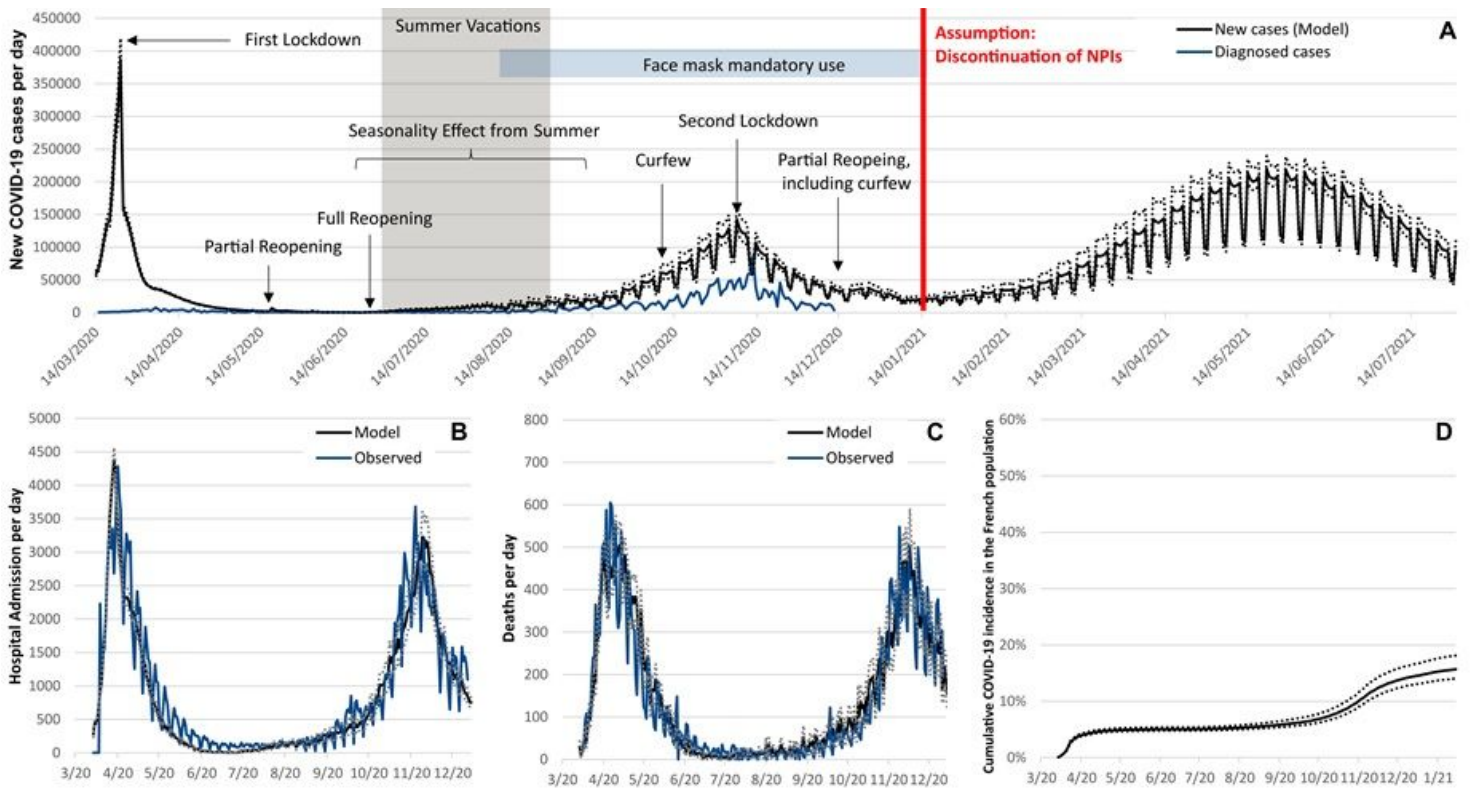 New COVID-19 cases per day
450000
400000
350000
300000
250000
200000
150000
100000
50000
0
First Lockdown
Summer Vacations
Face mask mandatory use
Assumption:
Discontinuation of NPIs
New cases (Model)
Diagnosed cases
A
Seasonality Effect from Summer
Partial Reopening
Full Reopening
Curfew
Second Lockdown
Partial Reopeing,
including curfew
14/03/2020
14/04/2020
14/05/2020
14/06/2020
14/07/2020
14/08/2020
14/09/2020
14/10/2020
14/11/2020
14/12/2020
14/01/2021
14/02/2021
14/03/2021
14/04/2021
14/05/2021
14/06/2021
14/07/2021
Hospital Admission per day
5000
4500
4000
3500
3000
2500
2000
1500
1000
500
0
Model
Observed
B
3/20 4/20 5/20 6/20 7/20 8/20 9/20 10/20 11/20 12/20
Deaths per day
800
700
600
500
400
300
200
100
0
Model
Observed
C
3/20 4/20 5/20 6/20 7/20 8/20 9/20 10/20 11/20 12/20
Cumulative COVID-19 incidence in the French population
60%
50%
40%
30%
20%
10%
0%
D
3/20 4/20 5/20 6/20 7/20 8/20 9/20 10/20 11/20 12/20 1/21